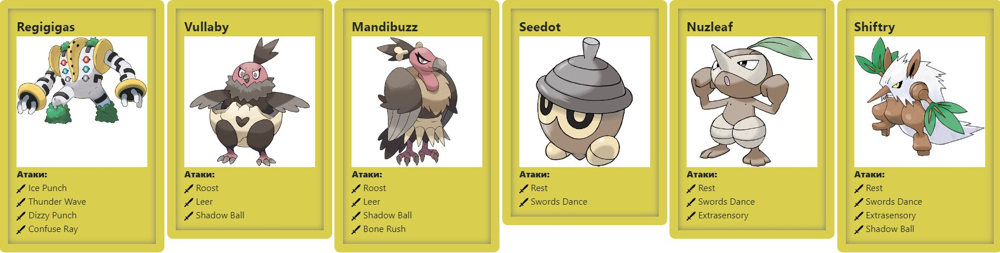 Regigigas
Атаки:
Ice Punch
Thunder Wave
Dizzy Punch
Confuse Ray
Vullaby
Атаки:
Roost
Leer
Shadow Ball
Mandibuzz
Атаки:
Roost
Leer
Shadow Ball
Bone Rush
Seedot
Атаки:
Rest
Swords Dance
Nuzleaf
Атаки:
Rest
Swords Dance
Extrasensory
Shiftry
Атаки:
Rest
Swords Dance
Extrasensory
Shadow Ball